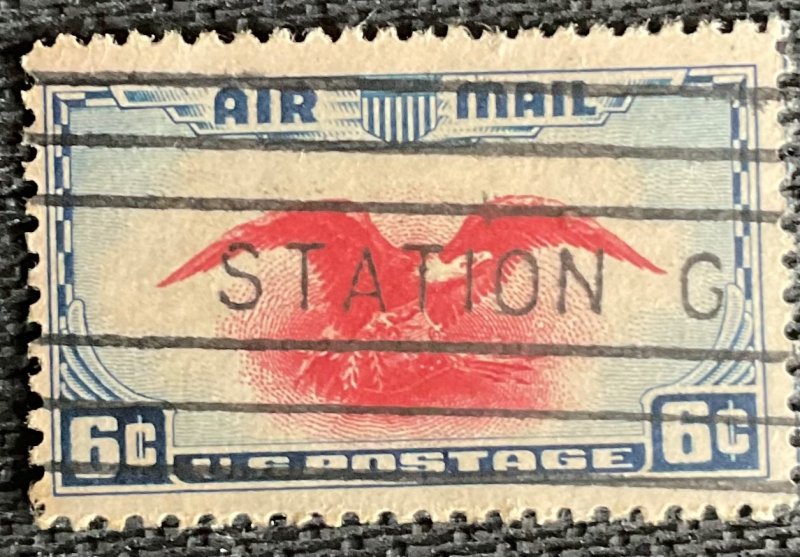 AIR MAIL
STATION G
6¢ U.S. POSTAGE 6¢